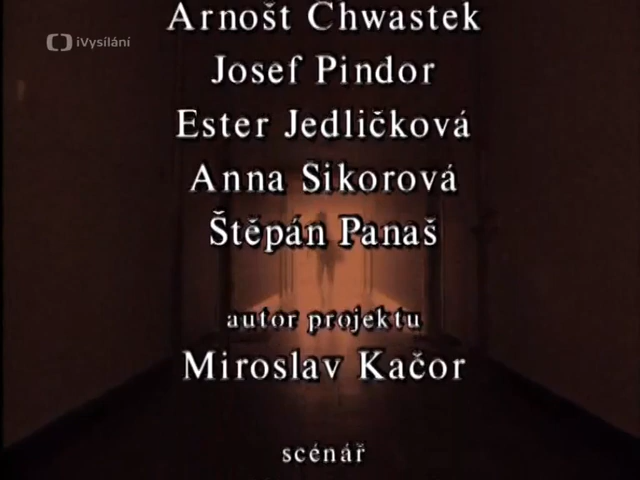 Arnošt Chwastek
iVysílání
Josef Pindor
Ester Jedličková
Anna Sikorová
Štěpán Panaš
autor projektu
Miroslav Kačor
scénář